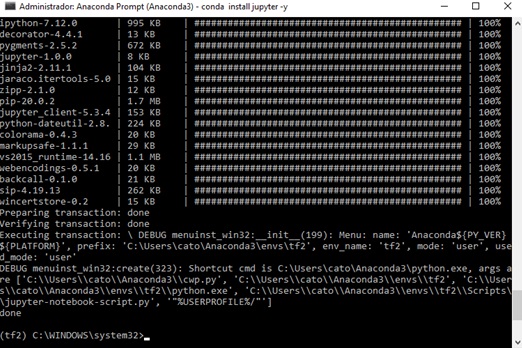 Administrador: Anaconda Prompt (Anaconda3) - conda install jupyter -y
ipython-7.12.0       | 995 KB    | ############################################ | 100%
decorator-4.4.1      | 13 KB     | ############################################ | 100%
pygments-2.5.2       | 672 KB    | ############################################ | 100%
jupyter-1.0.0        | 8 KB      | ############################################ | 100%
jinja2-2.11.1        | 104 KB    | ############################################ | 100%
jaraco.itertools-5.0 | 15 KB     | ############################################ | 100%
zipp-2.1.0           | 12 KB     | ############################################ | 100%
pip-20.0.2           | 1.7 MB    | ############################################ | 100%
jupyter_client-5.3.4 | 153 KB    | ############################################ | 100%
python-dateutil-2.8. | 224 KB    | ############################################ | 100%
colorama-0.4.3       | 20 KB     | ############################################ | 100%
markupsafe-1.1.1     | 29 KB     | ############################################ | 100%
vs2015_runtime-14.16 | 1.1 MB    | ############################################ | 100%
webencodings-0.5.1   | 20 KB     | ############################################ | 100%
backcall-0.1.0       | 21 KB     | ############################################ | 100%
sip-4.19.13          | 262 KB    | ############################################ | 100%
wincertstore-0.2     | 15 KB     | ############################################ | 100%
Preparing transaction: done
Verifying transaction: done
Executing transaction: \ DEBUG menuinst_win32:__init__(199): Menu: name: 'Anaconda${PY_VER}
${PLATFORM}', prefix: 'C:\Users\cato\Anaconda3\envs\tf2', env_name: 'tf2', mode: 'user', use
d_mode: 'user'
DEBUG menuinst_win32:create(323): Shortcut cmd is C:\Users\cato\Anaconda3\python.exe, args a
re ['C:\\Users\\cato\\Anaconda3\\cwp.py', 'C:\\Users\\cato\\Anaconda3\\envs\\tf2', 'C:\\User
s\\cato\\Anaconda3\\envs\\tf2\\python.exe', 'C:\\Users\\cato\\Anaconda3\\envs\\tf2\\Scripts\
\jupyter-notebook-script.py', '"%USERPROFILE%/"']
done
(tf2) C:\WINDOWS\system32>